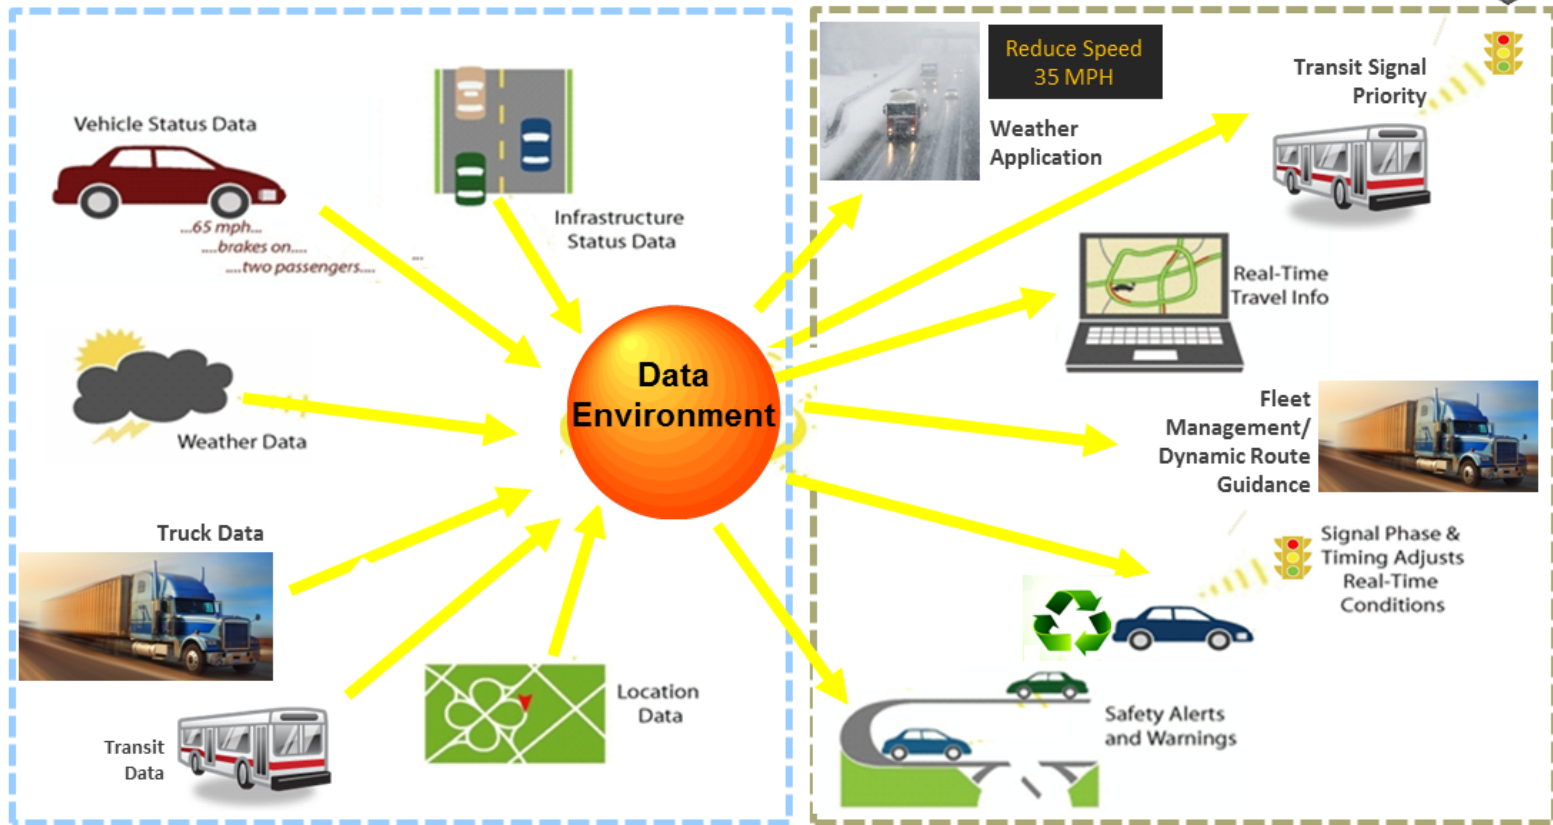 Vehicle Status Data
...65 mph...
....brakes on....
....two passengers....
...
Infrastructure
Status Data
Weather Data
Truck Data
Transit
Data
Location
Data
Data
Environment
Reduce Speed
35 MPH
Weather
Application
Transit Signal
Priority
Real-Time
Travel Info
Fleet
Management/
Dynamic Route
Guidance
Signal Phase &
Timing Adjusts
Real-Time
Conditions
Safety Alerts
and Warnings